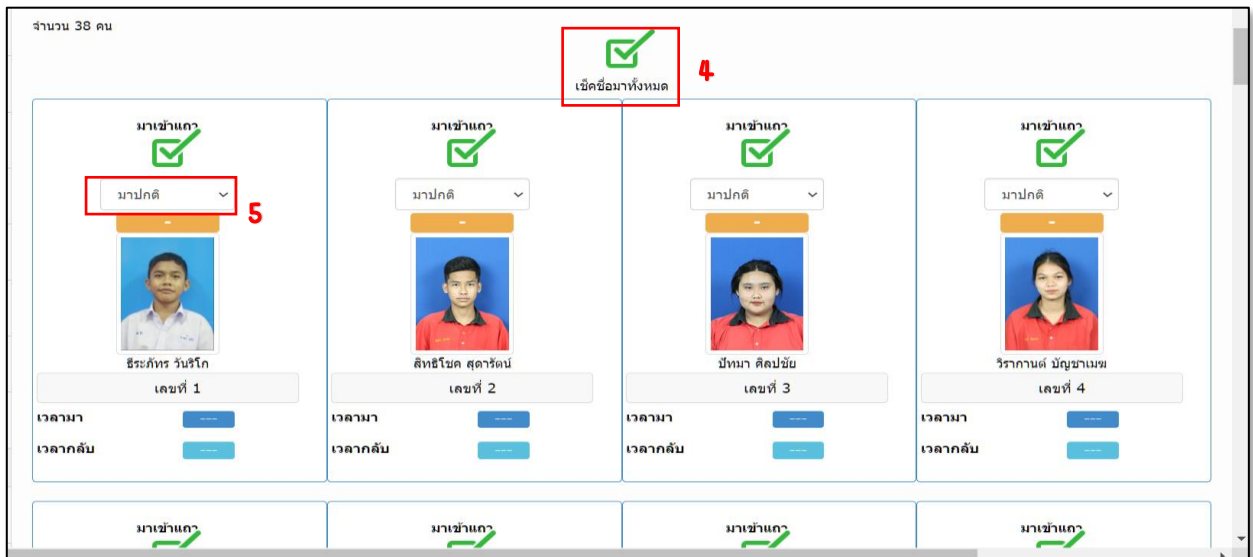 จำนวน 38 คน
เช็คชื่อมาทั้งหมด
4
มาเข้าแถว มาเข้าแถว มาเข้าแถว มาเข้าแถว
มาปกติ มาปกติ มาปกติ มาปกติ
5
- - - -
ธีระภัทร วันริโก สิทธิโชค สุดารัตน์ ปัทมา ศิลปชัย วิรากานต์ บัญชาเมฆ
เลขที่ 1 เลขที่ 2 เลขที่ 3 เลขที่ 4
เวลามา --- เวลามา --- เวลามา --- เวลามา ---
เวลากลับ --- เวลากลับ --- เวลากลับ --- เวลากลับ ---
มาเข้าแถว มาเข้าแถว มาเข้าแถว มาเข้าแถว